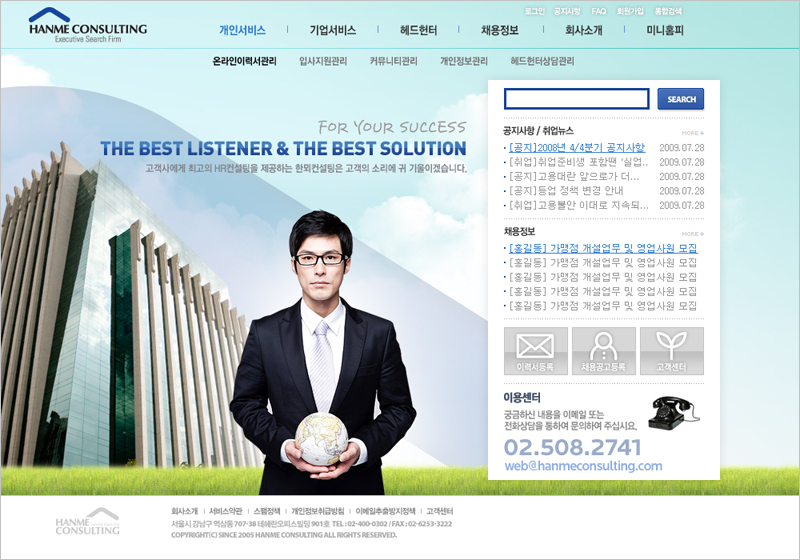 로그인 공지사항 FAQ 회원가입 통합검색
HANME CONSULTING
Executive Search Firm
개인서비스 기업서비스 헤드헌터 채용정보 회사소개 미니홈피
온라인이력서관리 입사지원관리 커뮤니티관리 개인정보관리 헤드헌터상담관리
FOR YOUR SUCCESS
THE BEST LISTENER & THE BEST SOLUTION
고객사에게 최고의 HR컨설팅을 제공하는 한메컨설팅은 고객의 소리에 귀 기울이겠습니다.
SEARCH
공지사항 / 취업뉴스 MORE
[공지]2008년 4/4분기 공지사항 2009.07.28
[취업]취업준비생 포함땐 '실업.. 2009.07.28
[공지]고용대란 앞으로가 더... 2009.07.28
[공지]등업 정책 변경 안내 2009.07.28
[취업]고용불안 이대로 지속되... 2009.07.28
채용정보 MORE
[홍길동] 가맹점 개설업무 및 영업사원 모집
[홍길동] 가맹점 개설업무 및 영업사원 모집
[홍길동] 가맹점 개설업무 및 영업사원 모집
[홍길동] 가맹점 개설업무 및 영업사원 모집
[홍길동] 가맹점 개설업무 및 영업사원 모집
이력서등록 채용공고등록 고객센터
이용센터
궁금하신 내용을 이메일 또는
전화상담을 통하여 문의하여 주십시요.
02.508.2741
web@hanmeconsulting.com
HANME CONSULTING
회사소개 | 서비스약관 | 스팸정책 | 개인정보취급방침 | 이메일추출방지정책 | 고객센터
서울시 강남구 역삼동 707-38 테헤란오피스빌딩 901호 TEL : 02-400-0302 / FAX : 02-6253-3222
COPYRIGHT(C) SINCE 2005 HANME CONSULTING ALL RIGHTS RESERVED.